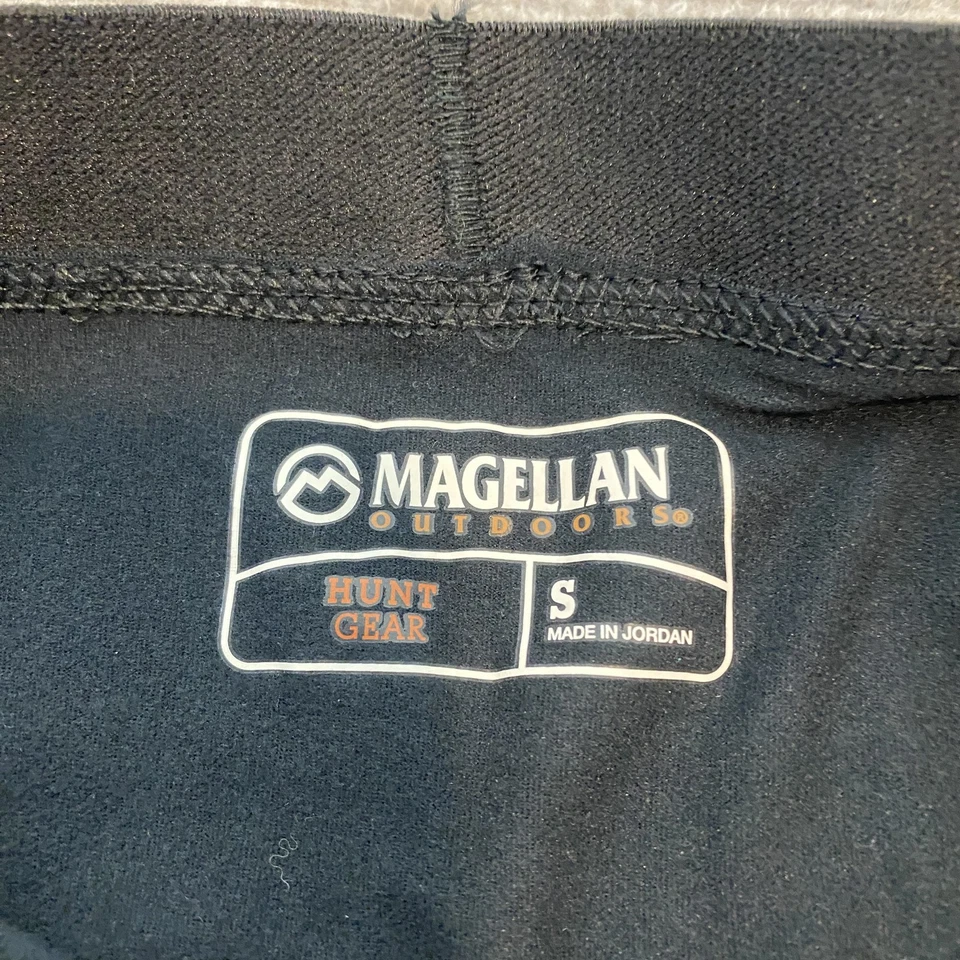 MAGELLAN
OUTDOORS®
HUNT
GEAR
S
MADE IN JORDAN